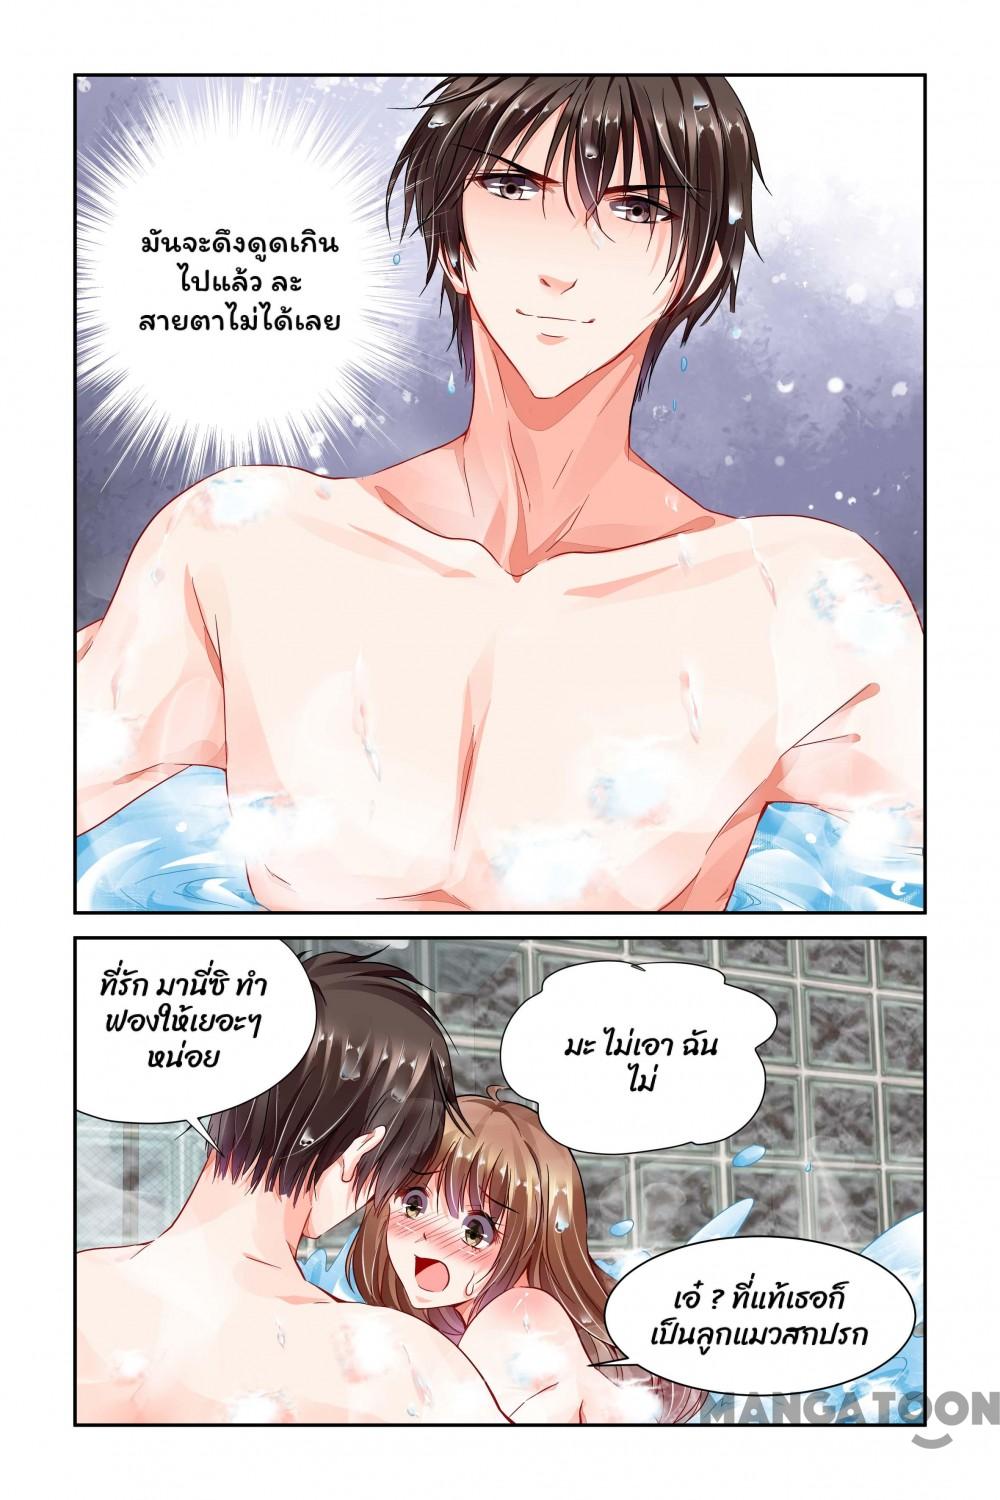 มันจะดึงดูดเกิน
ไปแล้ว ละ
สายตาไม่ได้เลย
ที่รัก มานี่ซิ ทำ
ฟองให้เยอะๆ
หน่อย
มะ ไม่เอา ฉัน
ไม่
เอ๋ ? ที่แท้เธอก็
เป็นลูกแมวสกปรก
MANGATOON